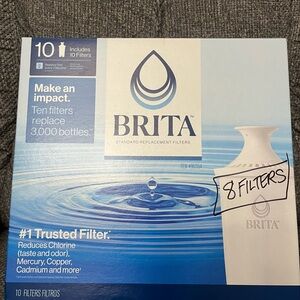 10
Includes
10 Filters
Make an
impact.
Ten filters
replace
3,000 bottles.
BRITA
STANDARD REPLACEMENT FILTERS
8 FILTERS
BRITA
#1 Trusted Filter.*
Reduces Chlorine
(taste and odor),
Mercury, Copper,
Cadmium and more†
10 FILTERS FILTROS